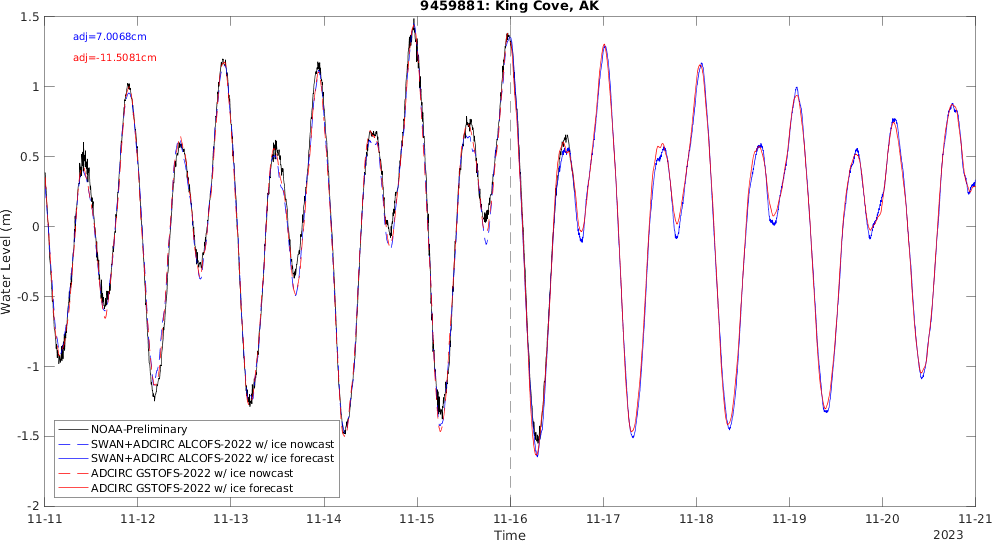 9459881: King Cove, AK
adj=7.0068cm
adj=-11.5081cm
Water Level (m)
1.5
1
0.5
0
-0.5
-1
-1.5
-2
NOAA-Preliminary
SWAN+ADCIRC ALCOFS-2022 w/ ice nowcast
SWAN+ADCIRC ALCOFS-2022 w/ ice forecast
ADCIRC GSTOFS-2022 w/ ice nowcast
ADCIRC GSTOFS-2022 w/ ice forecast
11-11 11-12 11-13 11-14 11-15 11-16 11-17 11-18 11-19 11-20 11-21
Time
2023